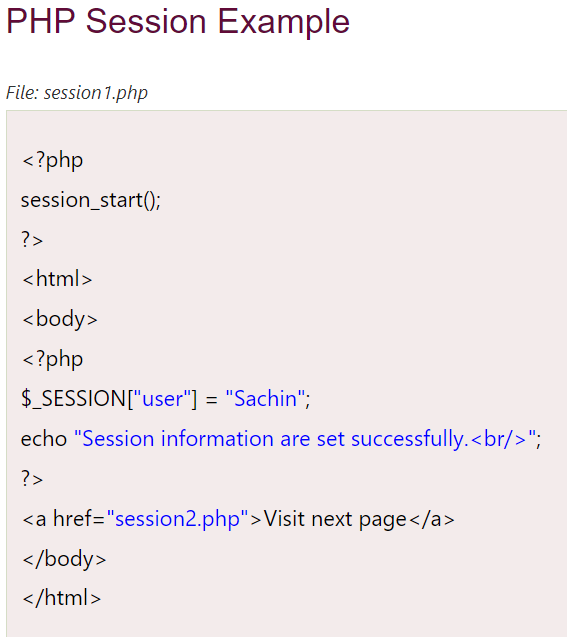 PHP Session Example
File: session1.php
<?php
session_start();
?>
<html>
<body>
<?php
$_SESSION["user"] = "Sachin";
echo "Session information are set successfully.<br/>";
?>
<a href="session2.php">Visit next page</a>
</body>
</html>